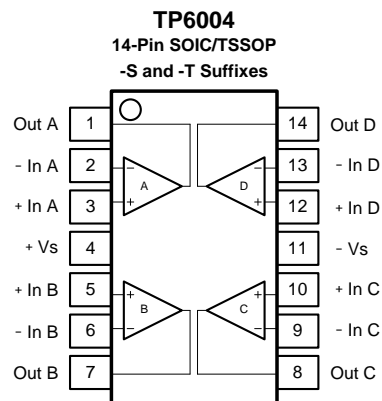 TP6004
14-Pin SOIC/TSSOP
-S and -T Suffixes
Out A 1 14 Out D
- In A 2 − − 13 - In D
A D
+ In A 3 + + 12 + In D
+ Vs 4 11 - Vs
+ In B 5 + + 10 + In C
B C
- In B 6 − − 9 - In C
Out B 7 8 Out C